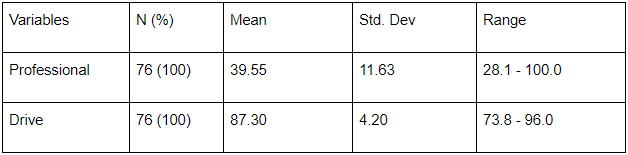 Variables N (%) Mean Std. Dev Range
Professional 76 (100) 39.55 11.63 28.1 - 100.0
Drive 76 (100) 87.30 4.20 73.8 - 96.0